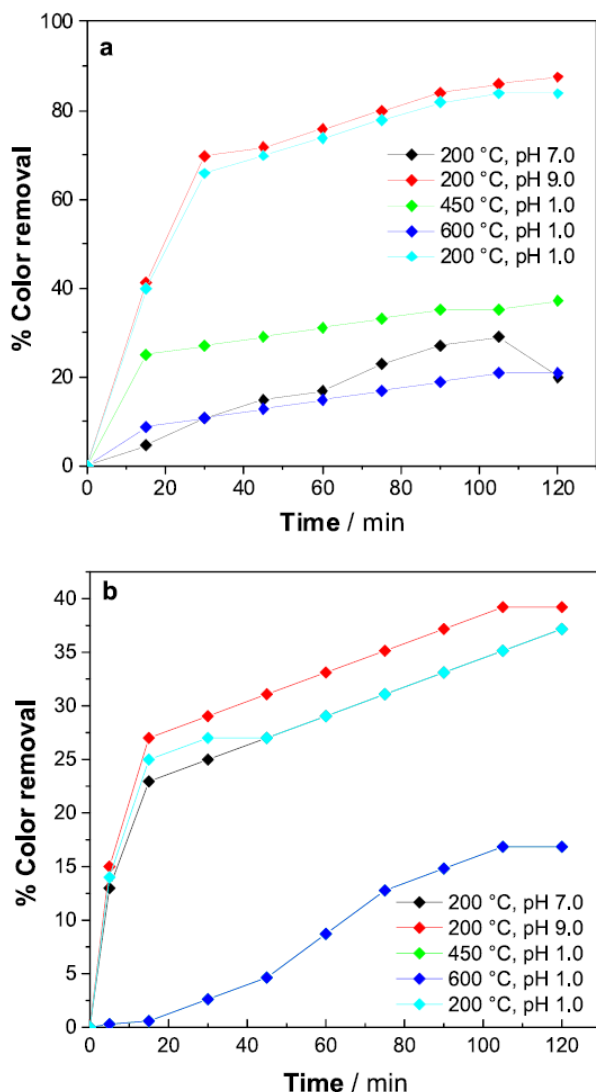 a
100
80
60
40
20
0
% Color removal
200 °C, pH 7.0
200 °C, pH 9.0
450 °C, pH 1.0
600 °C, pH 1.0
200 °C, pH 1.0
0 20 40 60 80 100 120
Time / min
b
40
35
30
25
20
15
10
5
0
% Color removal
200 °C, pH 7.0
200 °C, pH 9.0
450 °C, pH 1.0
600 °C, pH 1.0
200 °C, pH 1.0
0 20 40 60 80 100 120
Time / min